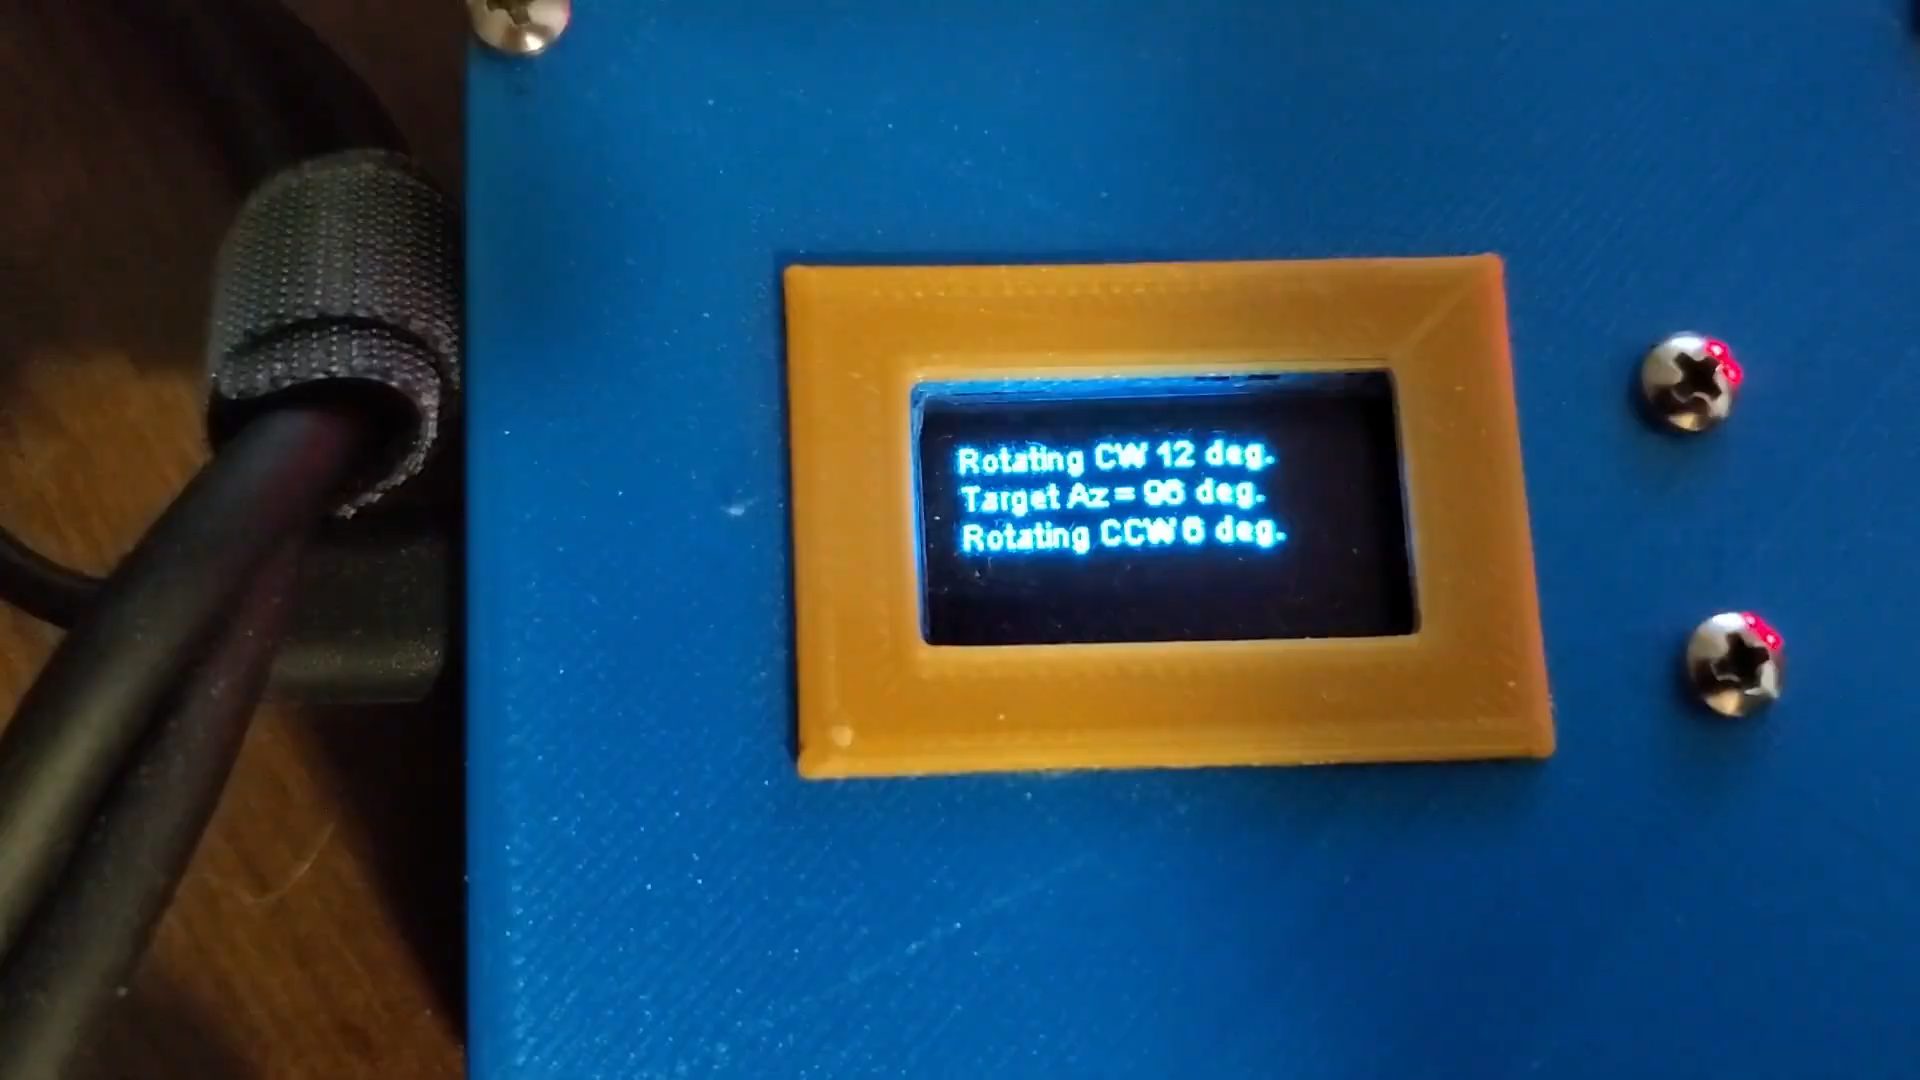 Rotating CW 12 deg.
Target Az = 96 deg.
Rotating CCW 6 deg.